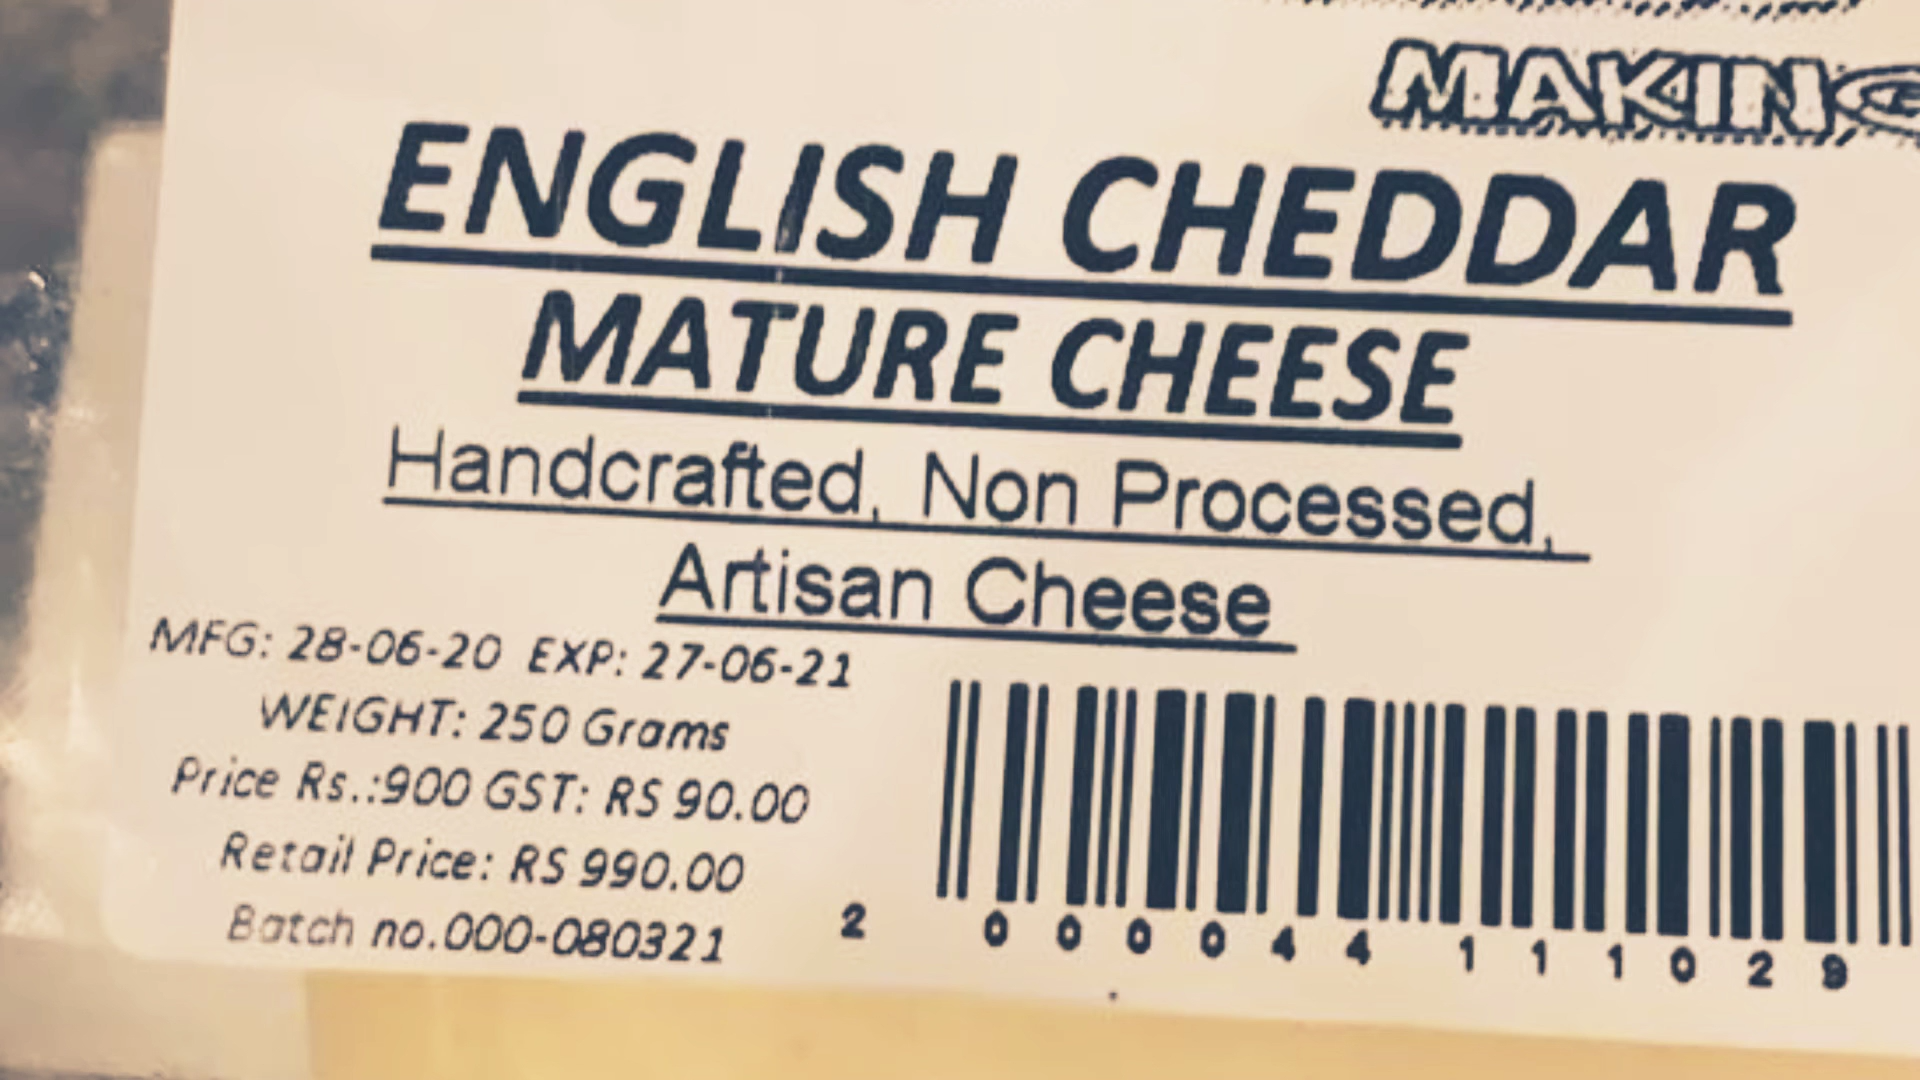 MAKING
ENGLISH CHEDDAR
MATURE CHEESE
Handcrafted, Non Processed,
Artisan Cheese
MFG: 28-06-20 EXP: 27-06-21
WEIGHT: 250 Grams
Price Rs.:900 GST: RS 90.00
Retail Price: RS 990.00
Batch no.000-080321
2 000044 111029